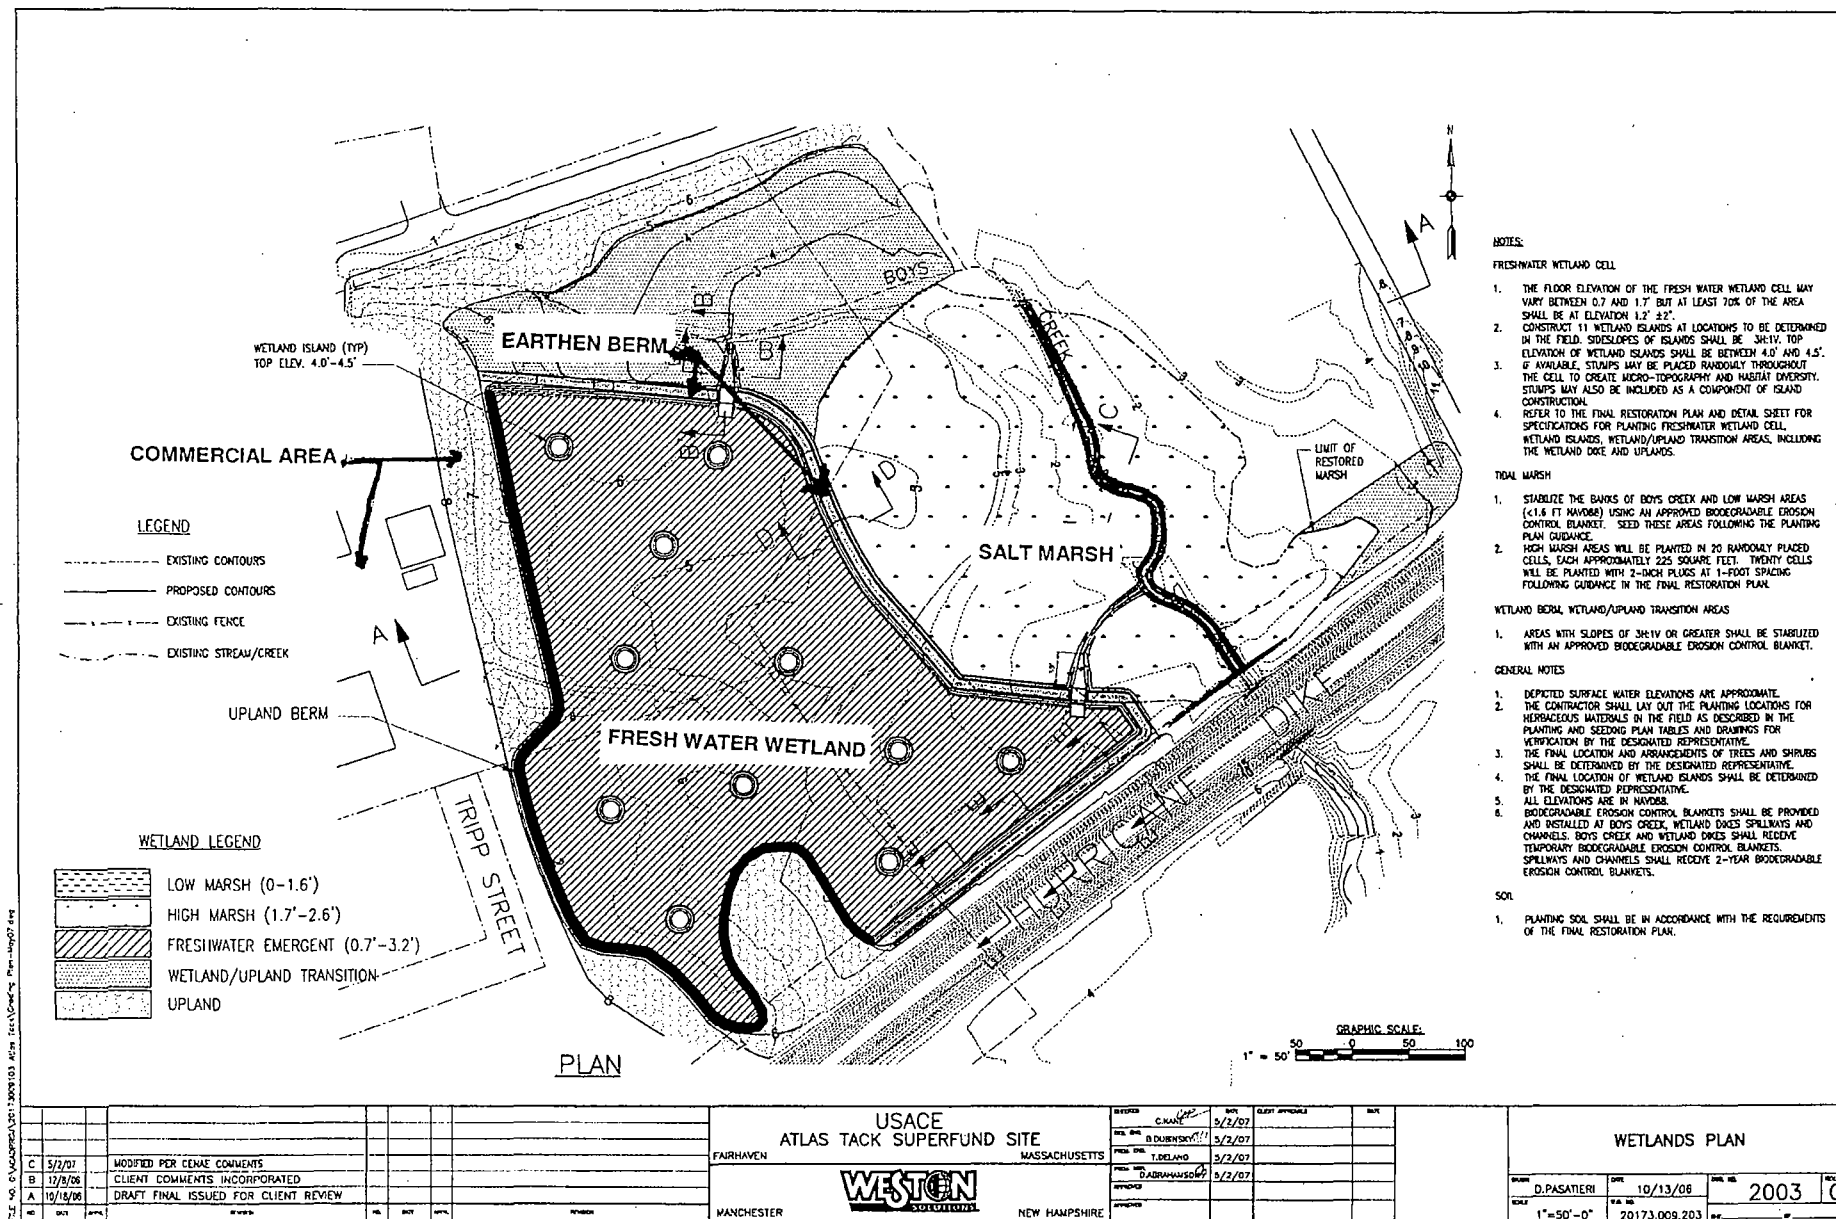 N
A
NOTES:
FRESHWATER WETLAND CELL
1. THE FLOOR ELEVATION OF THE FRESH WATER WETLAND CELL MAY
VARY BETWEEN 0.7 AND 1.7' BUT AT LEAST 70% OF THE AREA
SHALL BE AT ELEVATION 1.2' ±2".
2. CONSTRUCT 11 WETLAND ISLANDS AT LOCATIONS TO BE DETERMINED
IN THE FIELD. SIDESLOPES OF ISLANDS SHALL BE 3H:1V. TOP
ELEVATION OF WETLAND ISLANDS SHALL BE BETWEEN 4.0' AND 4.5'.
3. IF AVAILABLE, STUMPS MAY BE PLACED RANDOMLY THROUGHOUT
THE CELL TO CREATE MICRO-TOPOGRAPHY AND HABITAT DIVERSITY.
STUMPS MAY ALSO BE INCLUDED AS A COMPONENT OF ISLAND
CONSTRUCTION.
4. REFER TO THE FINAL RESTORATION PLAN AND DETAIL SHEET FOR
SPECIFICATIONS FOR PLANTING FRESHWATER WETLAND CELL,
WETLAND ISLANDS, WETLAND/UPLAND TRANSITION AREAS, INCLUDING
THE WETLAND DIKE AND UPLANDS.
TIDAL MARSH
1. STABILIZE THE BANKS OF BOYS CREEK AND LOW MARSH AREAS
(<1.6 FT NAVD88) USING AN APPROVED BIODEGRADABLE EROSION
CONTROL BLANKET. SEED THESE AREAS FOLLOWING THE PLANTING
PLAN GUIDANCE.
2. HIGH MARSH AREAS WILL BE PLANTED IN 20 RANDOMLY PLACED
CELLS, EACH APPROXIMATELY 225 SQUARE FEET. TWENTY CELLS
WILL BE PLANTED WITH 2-INCH PLUGS AT 1-FOOT SPACING
FOLLOWING GUIDANCE IN THE FINAL RESTORATION PLAN.
WETLAND BERM, WETLAND/UPLAND TRANSITION AREAS
1. AREAS WITH SLOPES OF 3H:1V OR GREATER SHALL BE STABILIZED
WITH AN APPROVED BIODEGRADABLE EROSION CONTROL BLANKET.
GENERAL NOTES
1. DEPICTED SURFACE WATER ELEVATIONS ARE APPROXIMATE.
2. THE CONTRACTOR SHALL LAY OUT THE PLANTING LOCATIONS FOR
HERBACEOUS MATERIALS IN THE FIELD AS DESCRIBED IN THE
PLANTING AND SEEDING PLAN TABLES AND DRAWINGS FOR
VERIFICATION BY THE DESIGNATED REPRESENTATIVE.
3. THE FINAL LOCATION AND ARRANGEMENTS OF TREES AND SHRUBS
SHALL BE DETERMINED BY THE DESIGNATED REPRESENTATIVE.
4. THE FINAL LOCATION OF WETLAND ISLANDS SHALL BE DETERMINED
BY THE DESIGNATED REPRESENTATIVE.
5. ALL ELEVATIONS ARE IN NAVD88.
6. BIODEGRADABLE EROSION CONTROL BLANKETS SHALL BE PROVIDED
AND INSTALLED AT BOYS CREEK, WETLAND DIKES SPILLWAYS AND
CHANNELS. BOYS CREEK AND WETLAND DIKES SHALL RECEIVE
TEMPORARY BIODEGRADABLE EROSION CONTROL BLANKETS.
SPILLWAYS AND CHANNELS SHALL RECEIVE 2-YEAR BIODEGRADABLE
EROSION CONTROL BLANKETS.
SOIL
1. PLANTING SOIL SHALL BE IN ACCORDANCE WITH THE REQUIREMENTS
OF THE FINAL RESTORATION PLAN.
BOYS
CREEK
EARTHEN BERM
WETLAND ISLAND (TYP)
TOP ELEV. 4.0'-4.5'
COMMERCIAL AREA
LIMIT OF
RESTORED
MARSH
SALT MARSH
B'
B
B'
B
C
D
D'
A
UPLAND BERM
FRESH WATER WETLAND
HURRICANE DIKE
TRIPP STREET
LEGEND
EXISTING CONTOURS
PROPOSED CONTOURS
EXISTING FENCE
EXISTING STREAM/CREEK
WETLAND LEGEND
LOW MARSH (0-1.6')
HIGH MARSH (1.7'-2.6')
FRESHWATER EMERGENT (0.7'-3.2')
WETLAND/UPLAND TRANSITION
UPLAND
PLAN
GRAPHIC SCALE:
1" = 50'
50 0 50 100
C 5/2/07 MODIFIED PER CENAE COMMENTS
B 12/8/06 CLIENT COMMENTS INCORPORATED
A 10/18/06 DRAFT FINAL ISSUED FOR CLIENT REVIEW
NO. DATE APPR. REVISION NO. DATE APPR. REVISION
USACE
ATLAS TACK SUPERFUND SITE
FAIRHAVEN MASSACHUSETTS
WESTON
SOLUTIONS
MANCHESTER NEW HAMPSHIRE
CHECKED C.KANE DATE 5/2/07 CLIENT APPROVALS DATE
B.DUBINSKY 5/2/07
T.DELANO 5/2/07
D.ABRAHAMSON 5/2/07
APPROVED
APPROVED
WETLANDS PLAN
DRAWN D.PASATIERI DATE 10/13/06 2003
SCALE 1"=50'-0" W.O. NO. 20173.009.203